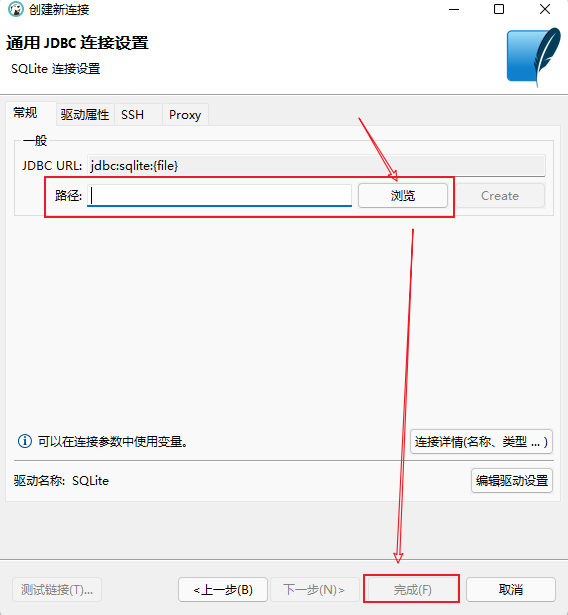 创建新连接
通用 JDBC 连接设置
SQLite 连接设置
常规 驱动属性 SSH Proxy
一般
JDBC URL: jdbc:sqlite:{file}
路径: 浏览 Create
可以在连接参数中使用变量。 连接详情(名称、类型 ... )
驱动名称: SQLite 编辑驱动设置
测试链接(T)... <上一步(B) 下一步(N)> 完成(F) 取消